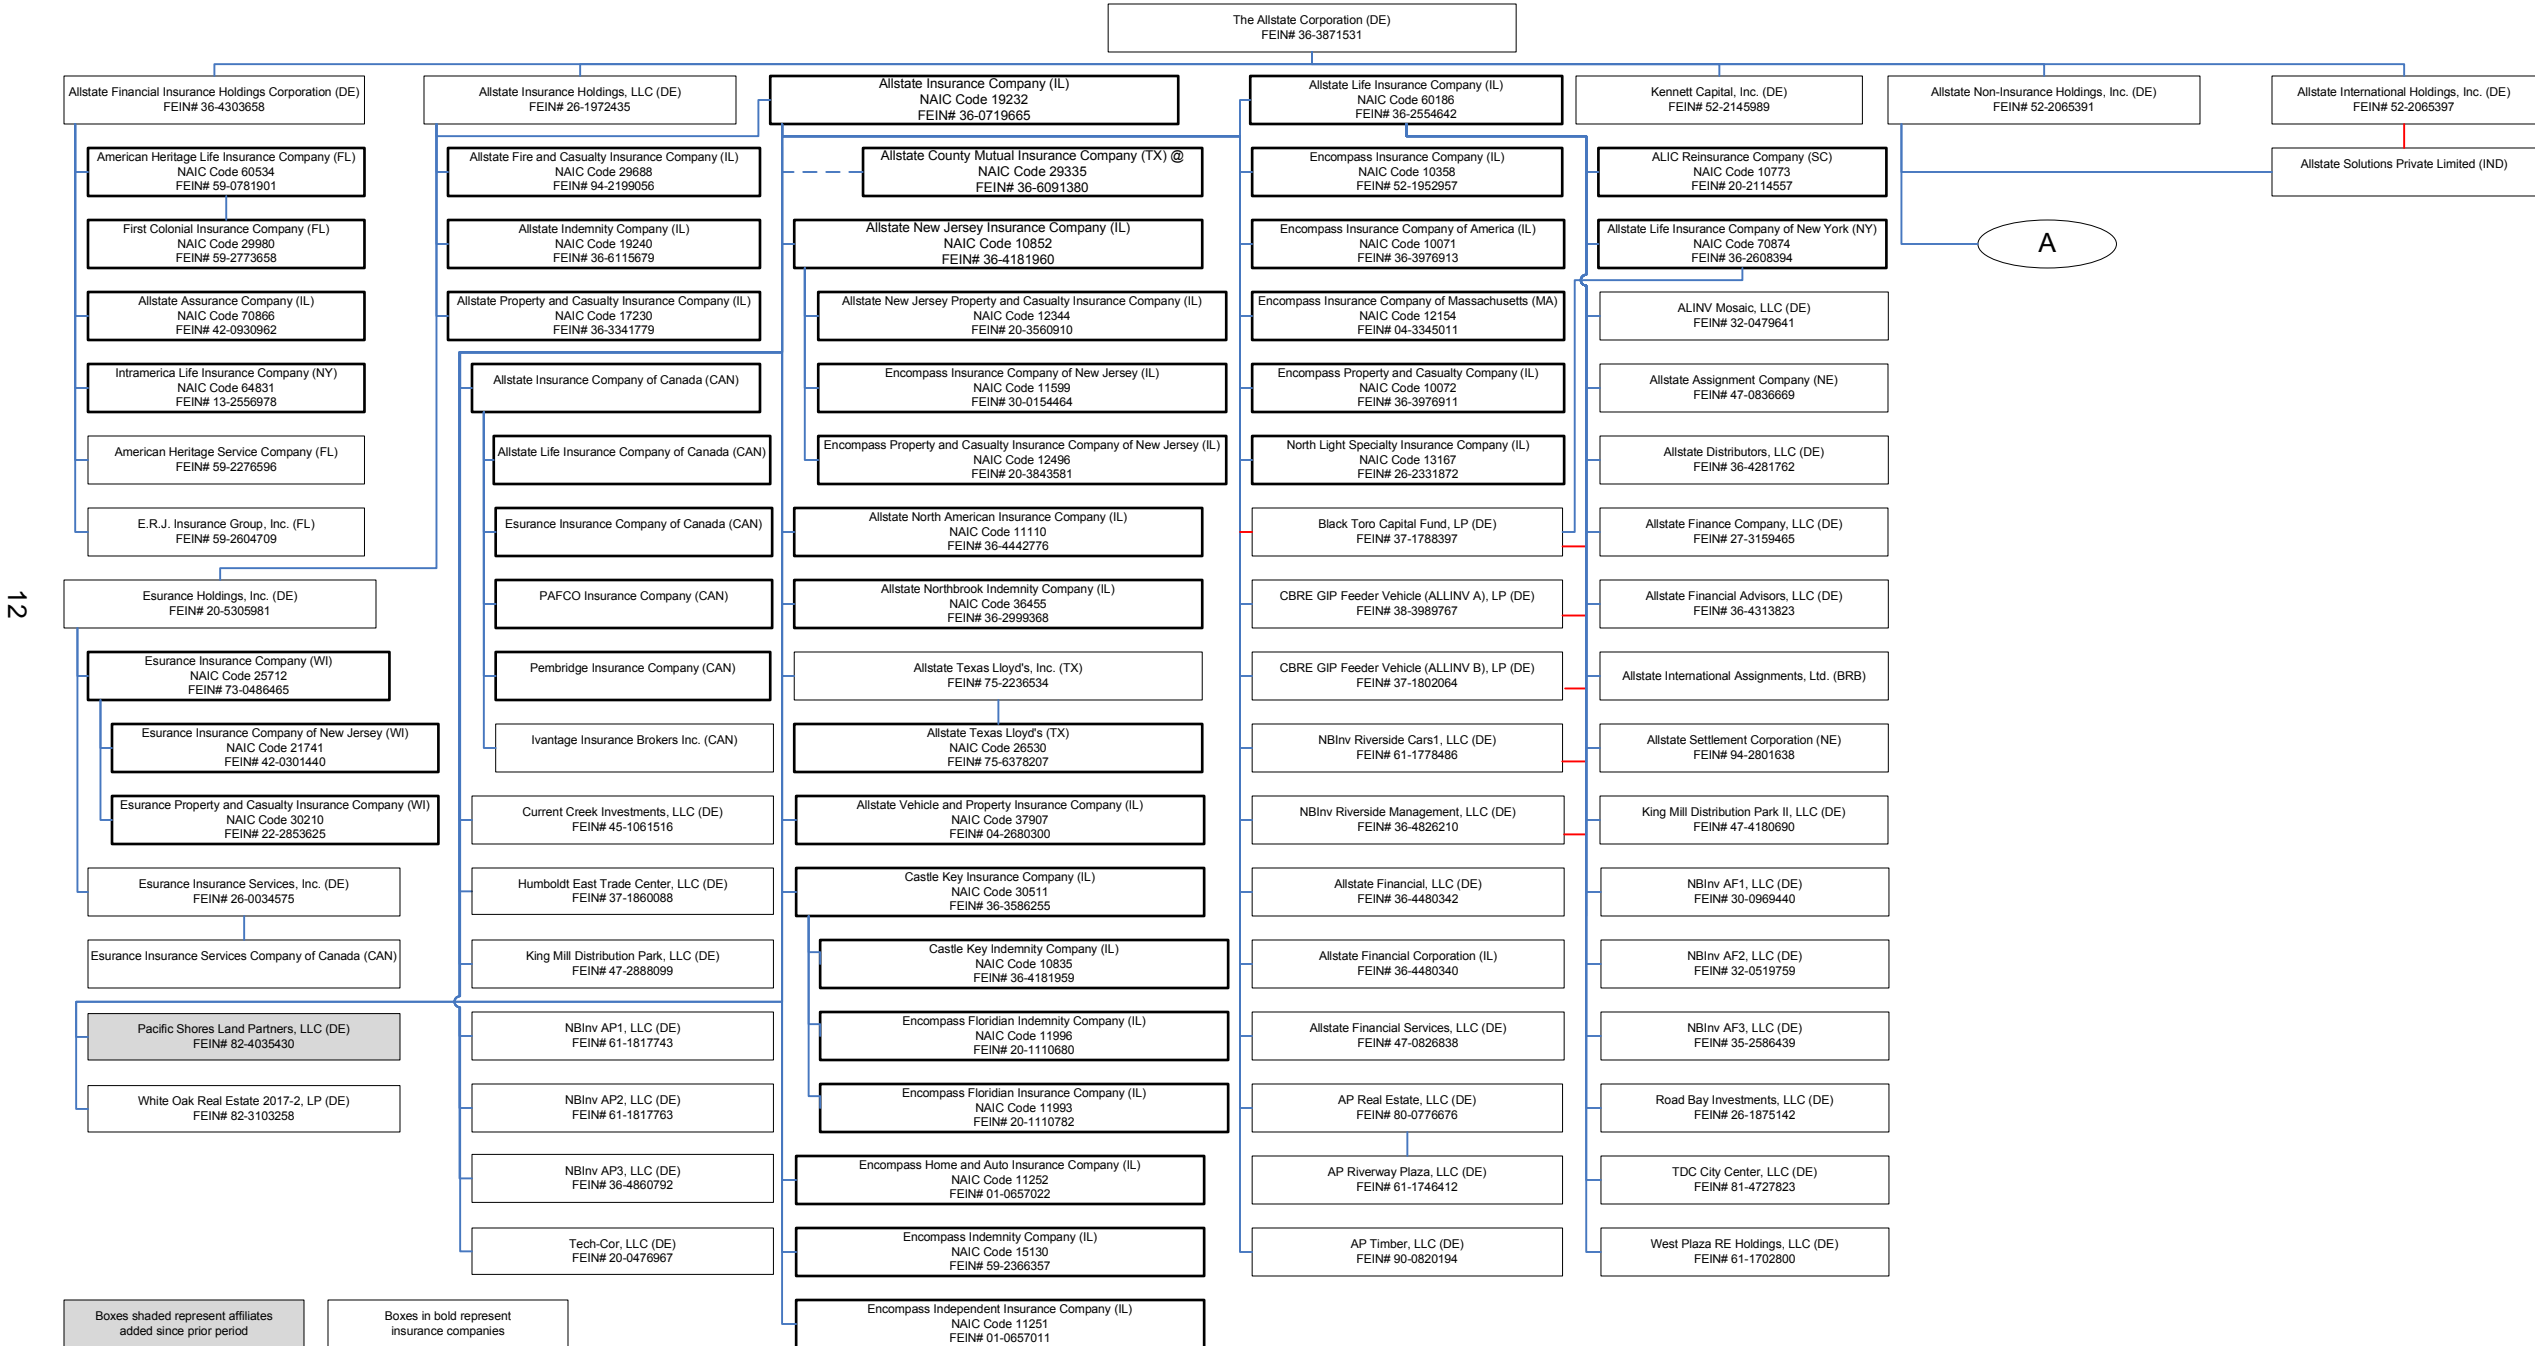 The Allstate Corporation (DE)
FEIN# 36-3871531
Allstate Financial Insurance Holdings Corporation (DE)
FEIN# 36-4303658
Allstate Insurance Holdings, LLC (DE)
FEIN# 26-1972435
Allstate Insurance Company (IL)
NAIC Code 19232
FEIN# 36-0719665
Allstate Life Insurance Company (IL)
NAIC Code 60186
FEIN# 36-2554642
Kennett Capital, Inc. (DE)
FEIN# 52-2145989
Allstate Non-Insurance Holdings, Inc. (DE)
FEIN# 52-2065391
Allstate International Holdings, Inc. (DE)
FEIN# 52-2065397
American Heritage Life Insurance Company (FL)
NAIC Code 60534
FEIN# 59-0781901
First Colonial Insurance Company (FL)
NAIC Code 29980
FEIN# 59-2773658
Allstate Assurance Company (IL)
NAIC Code 70866
FEIN# 42-0930962
Intramerica Life Insurance Company (NY)
NAIC Code 64831
FEIN# 13-2556978
American Heritage Service Company (FL)
FEIN# 59-2276596
E.R.J. Insurance Group, Inc. (FL)
FEIN# 59-2604709
Esurance Holdings, Inc. (DE)
FEIN# 20-5305981
Esurance Insurance Company (WI)
NAIC Code 25712
FEIN# 73-0486465
Esurance Insurance Company of New Jersey (WI)
NAIC Code 21741
FEIN# 42-0301440
Esurance Property and Casualty Insurance Company (WI)
NAIC Code 30210
FEIN# 22-2853625
Esurance Insurance Services, Inc. (DE)
FEIN# 26-0034575
Esurance Insurance Services Company of Canada (CAN)
Pacific Shores Land Partners, LLC (DE)
FEIN# 82-4035430
White Oak Real Estate 2017-2, LP (DE)
FEIN# 82-3103258
Allstate Fire and Casualty Insurance Company (IL)
NAIC Code 29688
FEIN# 94-2199056
Allstate Indemnity Company (IL)
NAIC Code 19240
FEIN# 36-6115679
Allstate Property and Casualty Insurance Company (IL)
NAIC Code 17230
FEIN# 36-3341779
Allstate Insurance Company of Canada (CAN)
Allstate Life Insurance Company of Canada (CAN)
Esurance Insurance Company of Canada (CAN)
PAFCO Insurance Company (CAN)
Pembridge Insurance Company (CAN)
Ivantage Insurance Brokers Inc. (CAN)
Current Creek Investments, LLC (DE)
FEIN# 45-1061516
Humboldt East Trade Center, LLC (DE)
FEIN# 37-1860088
King Mill Distribution Park, LLC (DE)
FEIN# 47-2888099
NBInv AP1, LLC (DE)
FEIN# 61-1817743
NBInv AP2, LLC (DE)
FEIN# 61-1817763
NBInv AP3, LLC (DE)
FEIN# 36-4860792
Tech-Cor, LLC (DE)
FEIN# 20-0476967
Allstate County Mutual Insurance Company (TX) @
NAIC Code 29335
FEIN# 36-6091380
Allstate New Jersey Insurance Company (IL)
NAIC Code 10852
FEIN# 36-4181960
Allstate New Jersey Property and Casualty Insurance Company (IL)
NAIC Code 12344
FEIN# 20-3560910
Encompass Insurance Company of New Jersey (IL)
NAIC Code 11599
FEIN# 30-0154464
Encompass Property and Casualty Insurance Company of New Jersey (IL)
NAIC Code 12496
FEIN# 20-3843581
Allstate North American Insurance Company (IL)
NAIC Code 11110
FEIN# 36-4442776
Allstate Northbrook Indemnity Company (IL)
NAIC Code 36455
FEIN# 36-2999368
Allstate Texas Lloyd's, Inc. (TX)
FEIN# 75-2236534
Allstate Texas Lloyd's (TX)
NAIC Code 26530
FEIN# 75-6378207
Allstate Vehicle and Property Insurance Company (IL)
NAIC Code 37907
FEIN# 04-2680300
Castle Key Insurance Company (IL)
NAIC Code 30511
FEIN# 36-3586255
Castle Key Indemnity Company (IL)
NAIC Code 10835
FEIN# 36-4181959
Encompass Floridian Indemnity Company (IL)
NAIC Code 11996
FEIN# 20-1110680
Encompass Floridian Insurance Company (IL)
NAIC Code 11993
FEIN# 20-1110782
Encompass Home and Auto Insurance Company (IL)
NAIC Code 11252
FEIN# 01-0657022
Encompass Indemnity Company (IL)
NAIC Code 15130
FEIN# 59-2366357
Encompass Independent Insurance Company (IL)
NAIC Code 11251
FEIN# 01-0657011
Encompass Insurance Company (IL)
NAIC Code 10358
FEIN# 52-1952957
Encompass Insurance Company of America (IL)
NAIC Code 10071
FEIN# 36-3976913
Encompass Insurance Company of Massachusetts (MA)
NAIC Code 12154
FEIN# 04-3345011
Encompass Property and Casualty Company (IL)
NAIC Code 10072
FEIN# 36-3976911
North Light Specialty Insurance Company (IL)
NAIC Code 13167
FEIN# 26-2331872
Black Toro Capital Fund, LP (DE)
FEIN# 37-1788397
CBRE GIP Feeder Vehicle (ALLINV A), LP (DE)
FEIN# 38-3989767
CBRE GIP Feeder Vehicle (ALLINV B), LP (DE)
FEIN# 37-1802064
NBInv Riverside Cars1, LLC (DE)
FEIN# 61-1778486
NBInv Riverside Management, LLC (DE)
FEIN# 36-4826210
Allstate Financial, LLC (DE)
FEIN# 36-4480342
Allstate Financial Corporation (IL)
FEIN# 36-4480340
Allstate Financial Services, LLC (DE)
FEIN# 47-0826838
AP Real Estate, LLC (DE)
FEIN# 80-0776676
AP Riverway Plaza, LLC (DE)
FEIN# 61-1746412
AP Timber, LLC (DE)
FEIN# 90-0820194
ALIC Reinsurance Company (SC)
NAIC Code 10773
FEIN# 20-2114557
Allstate Life Insurance Company of New York (NY)
NAIC Code 70874
FEIN# 36-2608394
ALINV Mosaic, LLC (DE)
FEIN# 32-0479641
Allstate Assignment Company (NE)
FEIN# 47-0836669
Allstate Distributors, LLC (DE)
FEIN# 36-4281762
Allstate Finance Company, LLC (DE)
FEIN# 27-3159465
Allstate Financial Advisors, LLC (DE)
FEIN# 36-4313823
Allstate International Assignments, Ltd. (BRB)
Allstate Settlement Corporation (NE)
FEIN# 94-2801638
King Mill Distribution Park II, LLC (DE)
FEIN# 47-4180690
NBInv AF1, LLC (DE)
FEIN# 30-0969440
NBInv AF2, LLC (DE)
FEIN# 32-0519759
NBInv AF3, LLC (DE)
FEIN# 35-2586439
Road Bay Investments, LLC (DE)
FEIN# 26-1875142
TDC City Center, LLC (DE)
FEIN# 81-4727823
West Plaza RE Holdings, LLC (DE)
FEIN# 61-1702800
Allstate Solutions Private Limited (IND)
A
12
Boxes shaded represent affiliates
added since prior period
Boxes in bold represent
insurance companies